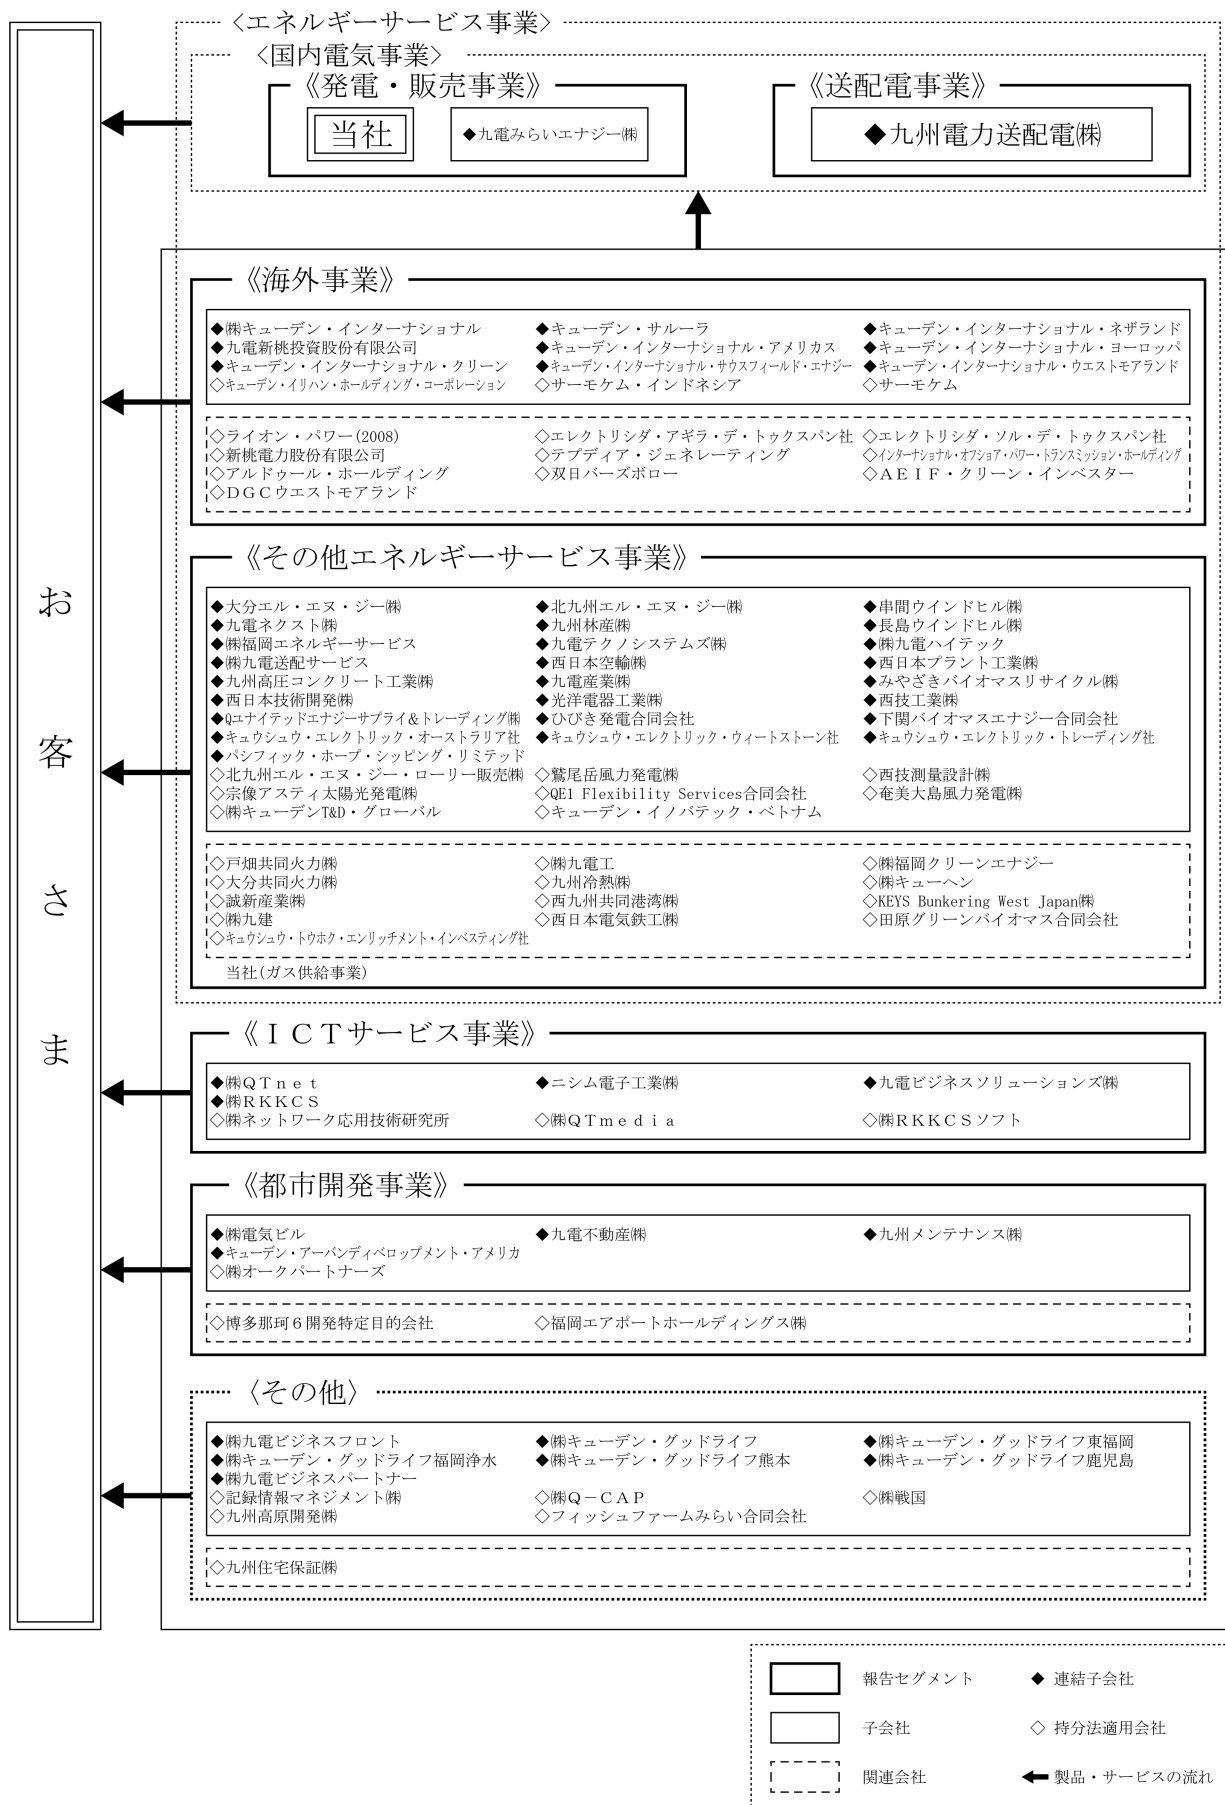 〈エネルギーサービス事業〉
〈国内電気事業〉
《発電・販売事業》 《送配電事業》
当社 ◆九電みらいエナジー㈱ ◆九州電力送配電㈱
お客さま
《海外事業》
◆㈱キューデン・インターナショナル ◆キューデン・サルーラ ◆キューデン・インターナショナル・ネザランド
◆九電新桃投資股份有限公司 ◆キューデン・インターナショナル・アメリカス ◆キューデン・インターナショナル・ヨーロッパ
◆キューデン・インターナショナル・クリーン ◆キューデン・インターナショナル・サウスフィールド・エナジー ◆キューデン・インターナショナル・ウエストモアランド
◇キューデン・イリハン・ホールディング・コーポレーション ◇サーモケム・インドネシア ◇サーモケム
◇ライオン・パワー(2008) ◇エレクトリシダ・アギラ・デ・トゥクスパン社 ◇エレクトリシダ・ソル・デ・トゥクスパン社
◇新桃電力股份有限公司 ◇テプディア・ジェネレーティング ◇インターナショナル・オフショア・パワー・トランスミッション・ホールディング
◇アルドゥール・ホールディング ◇双日バーズボロー ◇ＡＥＩＦ・クリーン・インベスター
◇ＤＧＣウエストモアランド
《その他エネルギーサービス事業》
◆大分エル・エヌ・ジー㈱ ◆北九州エル・エヌ・ジー㈱ ◆串間ウインドヒル㈱
◆九電ネクスト㈱ ◆九州林産㈱ ◆長島ウインドヒル㈱
◆㈱福岡エネルギーサービス ◆九電テクノシステムズ㈱ ◆㈱九電ハイテック
◆㈱九電送配サービス ◆西日本空輸㈱ ◆西日本プラント工業㈱
◆九州高圧コンクリート工業㈱ ◆九電産業㈱ ◆みやざきバイオマスリサイクル㈱
◆西日本技術開発㈱ ◆光洋電器工業㈱ ◆西技工業㈱
◆Qユナイテッドエナジーサプライ&トレーディング㈱ ◆ひびき発電合同会社 ◆下関バイオマスエナジー合同会社
◆キュウシュウ・エレクトリック・オーストラリア社 ◆キュウシュウ・エレクトリック・ウィートストーン社 ◆キュウシュウ・エレクトリック・トレーディング社
◆パシフィック・ホープ・シッピング・リミテッド
◇北九州エル・エヌ・ジー・ローリー販売㈱ ◇鷲尾岳風力発電㈱ ◇西技測量設計㈱
◇宗像アスティ太陽光発電㈱ ◇QE1 Flexibility Services合同会社 ◇奄美大島風力発電㈱
◇㈱キューデンT&D・グローバル ◇キューデン・イノバテック・ベトナム
◇戸畑共同火力㈱ ◇㈱九電工 ◇㈱福岡クリーンエナジー
◇大分共同火力㈱ ◇九州冷熱㈱ ◇㈱キューヘン
◇誠新産業㈱ ◇西九州共同港湾㈱ ◇KEYS Bunkering West Japan㈱
◇㈱九建 ◇西日本電気鉄工㈱ ◇田原グリーンバイオマス合同会社
◇キュウシュウ・トウホク・エンリッチメント・インベスティング社
当社(ガス供給事業)
《ＩＣＴサービス事業》
◆㈱ＱＴｎｅｔ ◆ニシム電子工業㈱ ◆九電ビジネスソリューションズ㈱
◆㈱ＲＫＫＣＳ
◇㈱ネットワーク応用技術研究所 ◇㈱ＱＴｍｅｄｉａ ◇㈱ＲＫＫＣＳソフト
《都市開発事業》
◆㈱電気ビル ◆九電不動産㈱ ◆九州メンテナンス㈱
◆キューデン・アーバンディベロップメント・アメリカ
◇㈱オークパートナーズ
◇博多那珂６開発特定目的会社 ◇福岡エアポートホールディングス㈱
〈その他〉
◆㈱九電ビジネスフロント ◆㈱キューデン・グッドライフ ◆㈱キューデン・グッドライフ東福岡
◆㈱キューデン・グッドライフ福岡浄水 ◆㈱キューデン・グッドライフ熊本 ◆㈱キューデン・グッドライフ鹿児島
◆㈱九電ビジネスパートナー
◇記録情報マネジメント㈱ ◇㈱Ｑ－ＣＡＰ ◇㈱戦国
◇九州高原開発㈱ ◇フィッシュファームみらい合同会社
◇九州住宅保証㈱
報告セグメント ◆ 連結子会社
子会社 ◇ 持分法適用会社
関連会社 製品・サービスの流れ